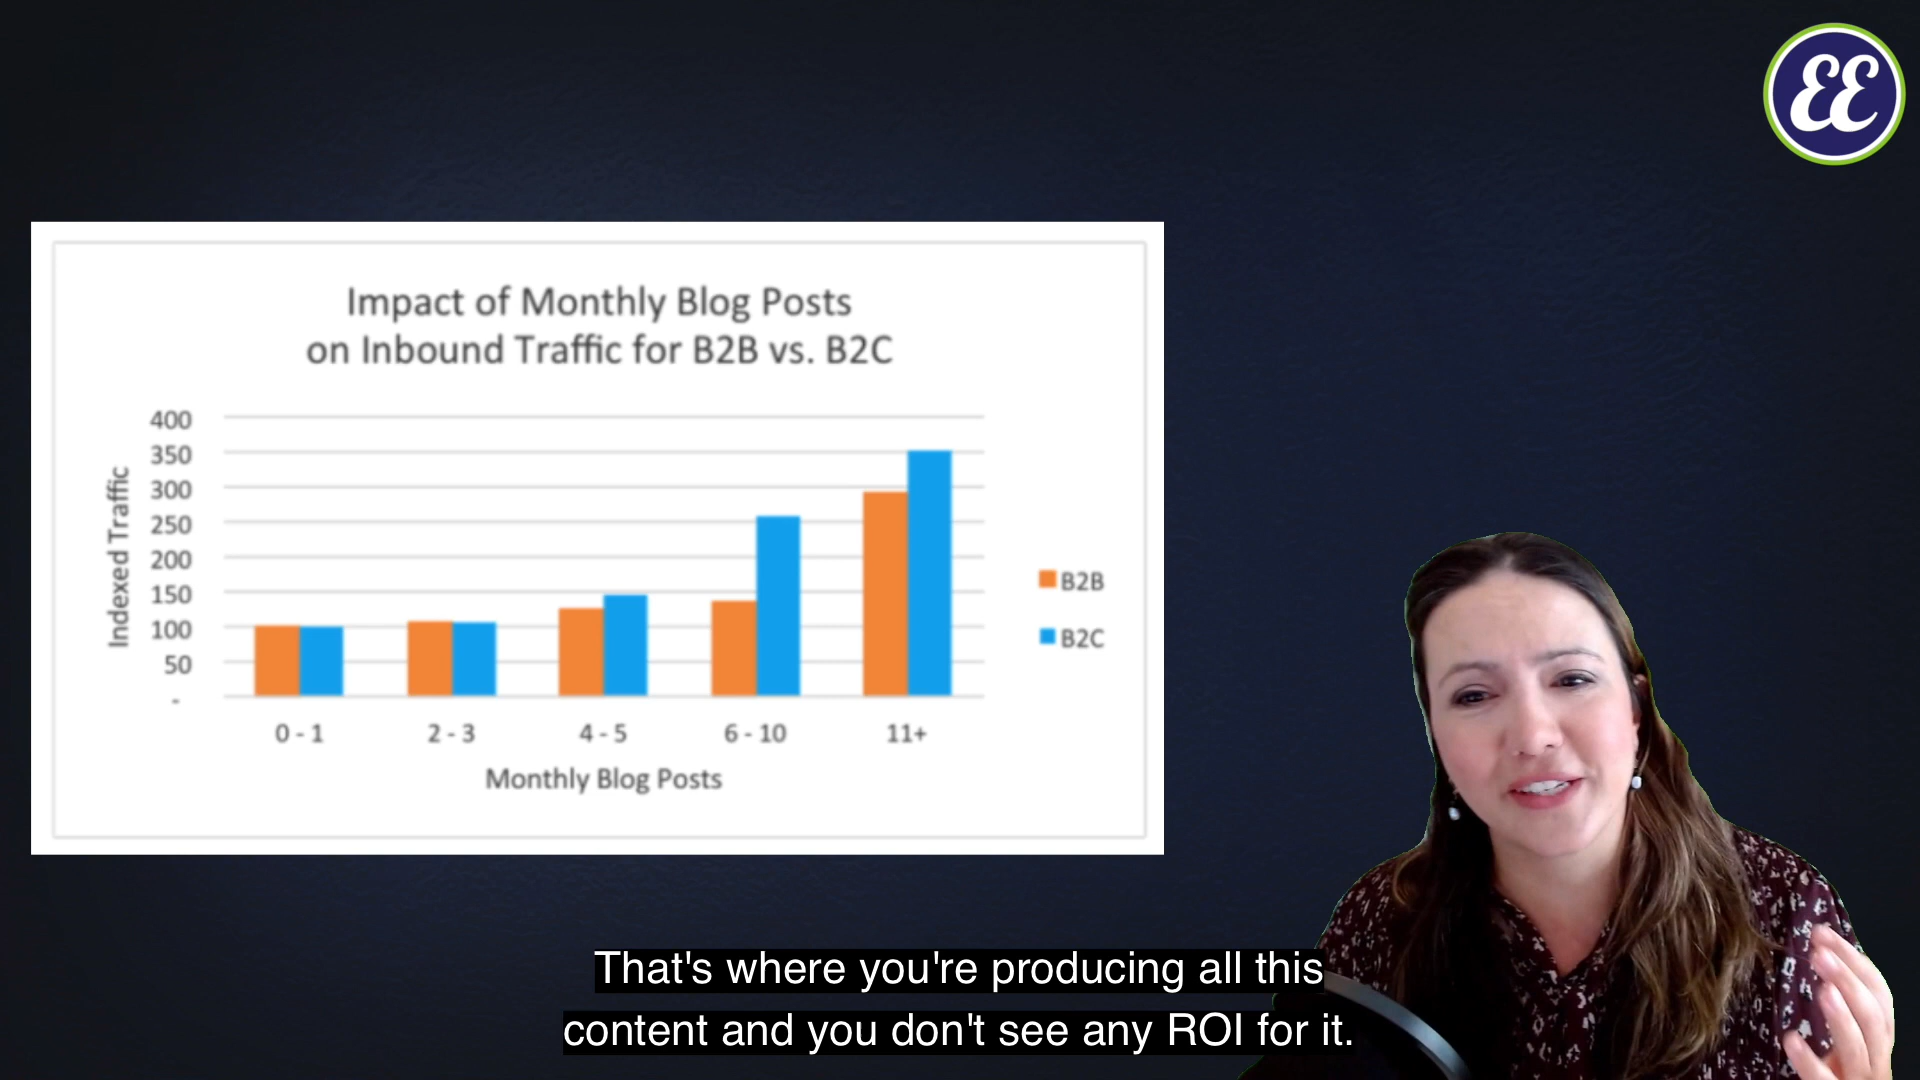 EE
Impact of Monthly Blog Posts
on Inbound Traffic for B2B vs. B2C
Indexed Traffic
400
350
300
250
200
150
100
50
-
B2B
B2C
0 - 1
2 - 3
4 - 5
6 - 10
11+
Monthly Blog Posts
That's where you're producing all this
content and you don't see any ROI for it.